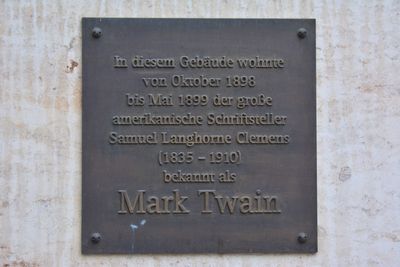 In diesem Gebäude wohnte
von Oktober 1898
bis Mai 1899 der große
amerikanische Schriftsteller
Samuel Langhorne Clemens
(1835 – 1910)
bekannt als
Mark Twain